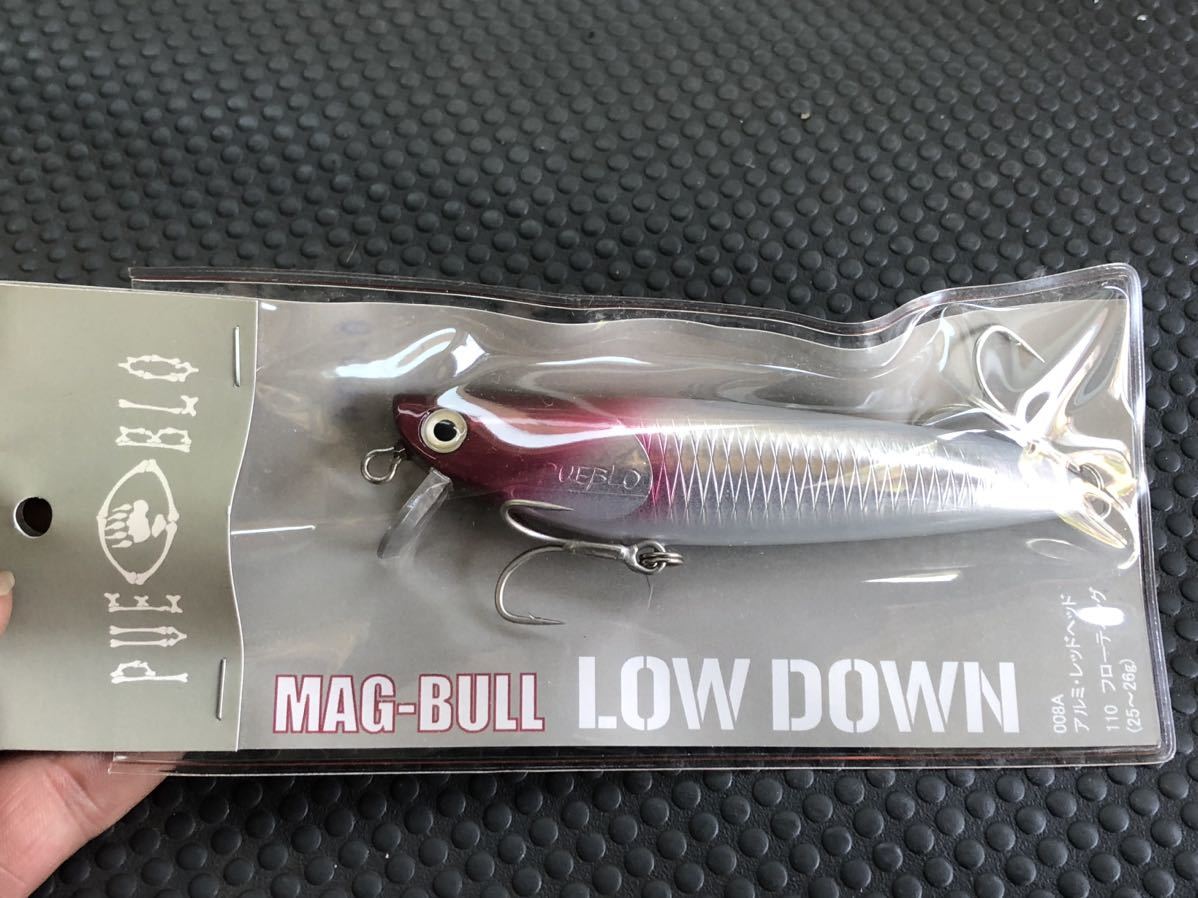 PUEBLO
PUEBLO
MAG-BULL LOW DOWN
008A
アルミ・レッドヘッド
110 フローティング
(25~26g)